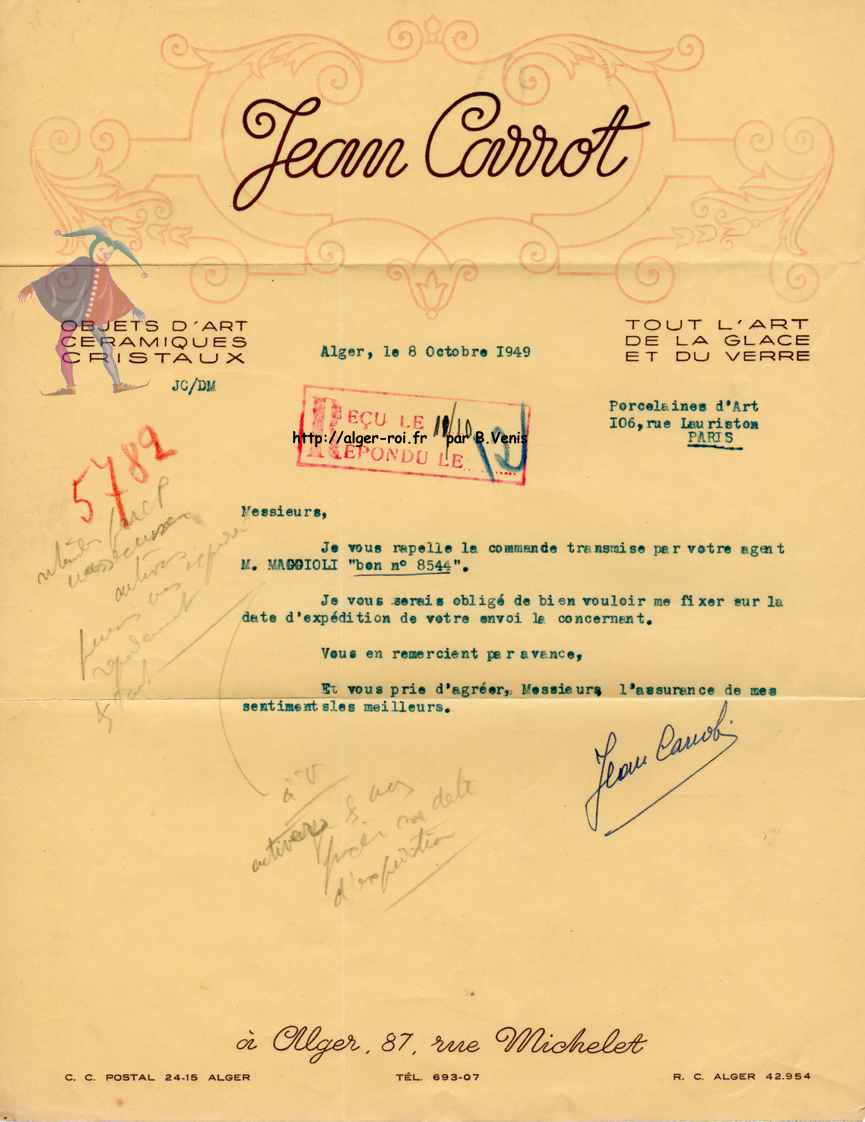 Jean Carrot
OBJETS D'ART
CERAMIQUES
CRISTAUX
TOUT L'ART
DE LA GLACE
ET DU VERRE
Alger, le 8 Octobre I949
JC/DM
Porcelaines d'Art
I06,rue Lauriston
PARIS
REÇU LE 11/10
http://alger-roi.fr par B.Venis
RÉPONDU LE
5782
Messieurs,
Je vous rapelle la commande transmise par votre agent
M. MAGGIOLI "bon n° 8544".
Je vous serais obligé de bien vouloir me fixer sur la
date d'expédition de votre envoi la concernant.
Vous en remercient par avance,
Et vous prie d'agréer, Messieurs, l'assurance de mes
sentiments les meilleurs.
Jean Carrot
d'expédition
à Alger, 87, rue Michelet
C. C. POSTAL 24-15 ALGER
TÉL. 693-07
R. C. ALGER 42.954